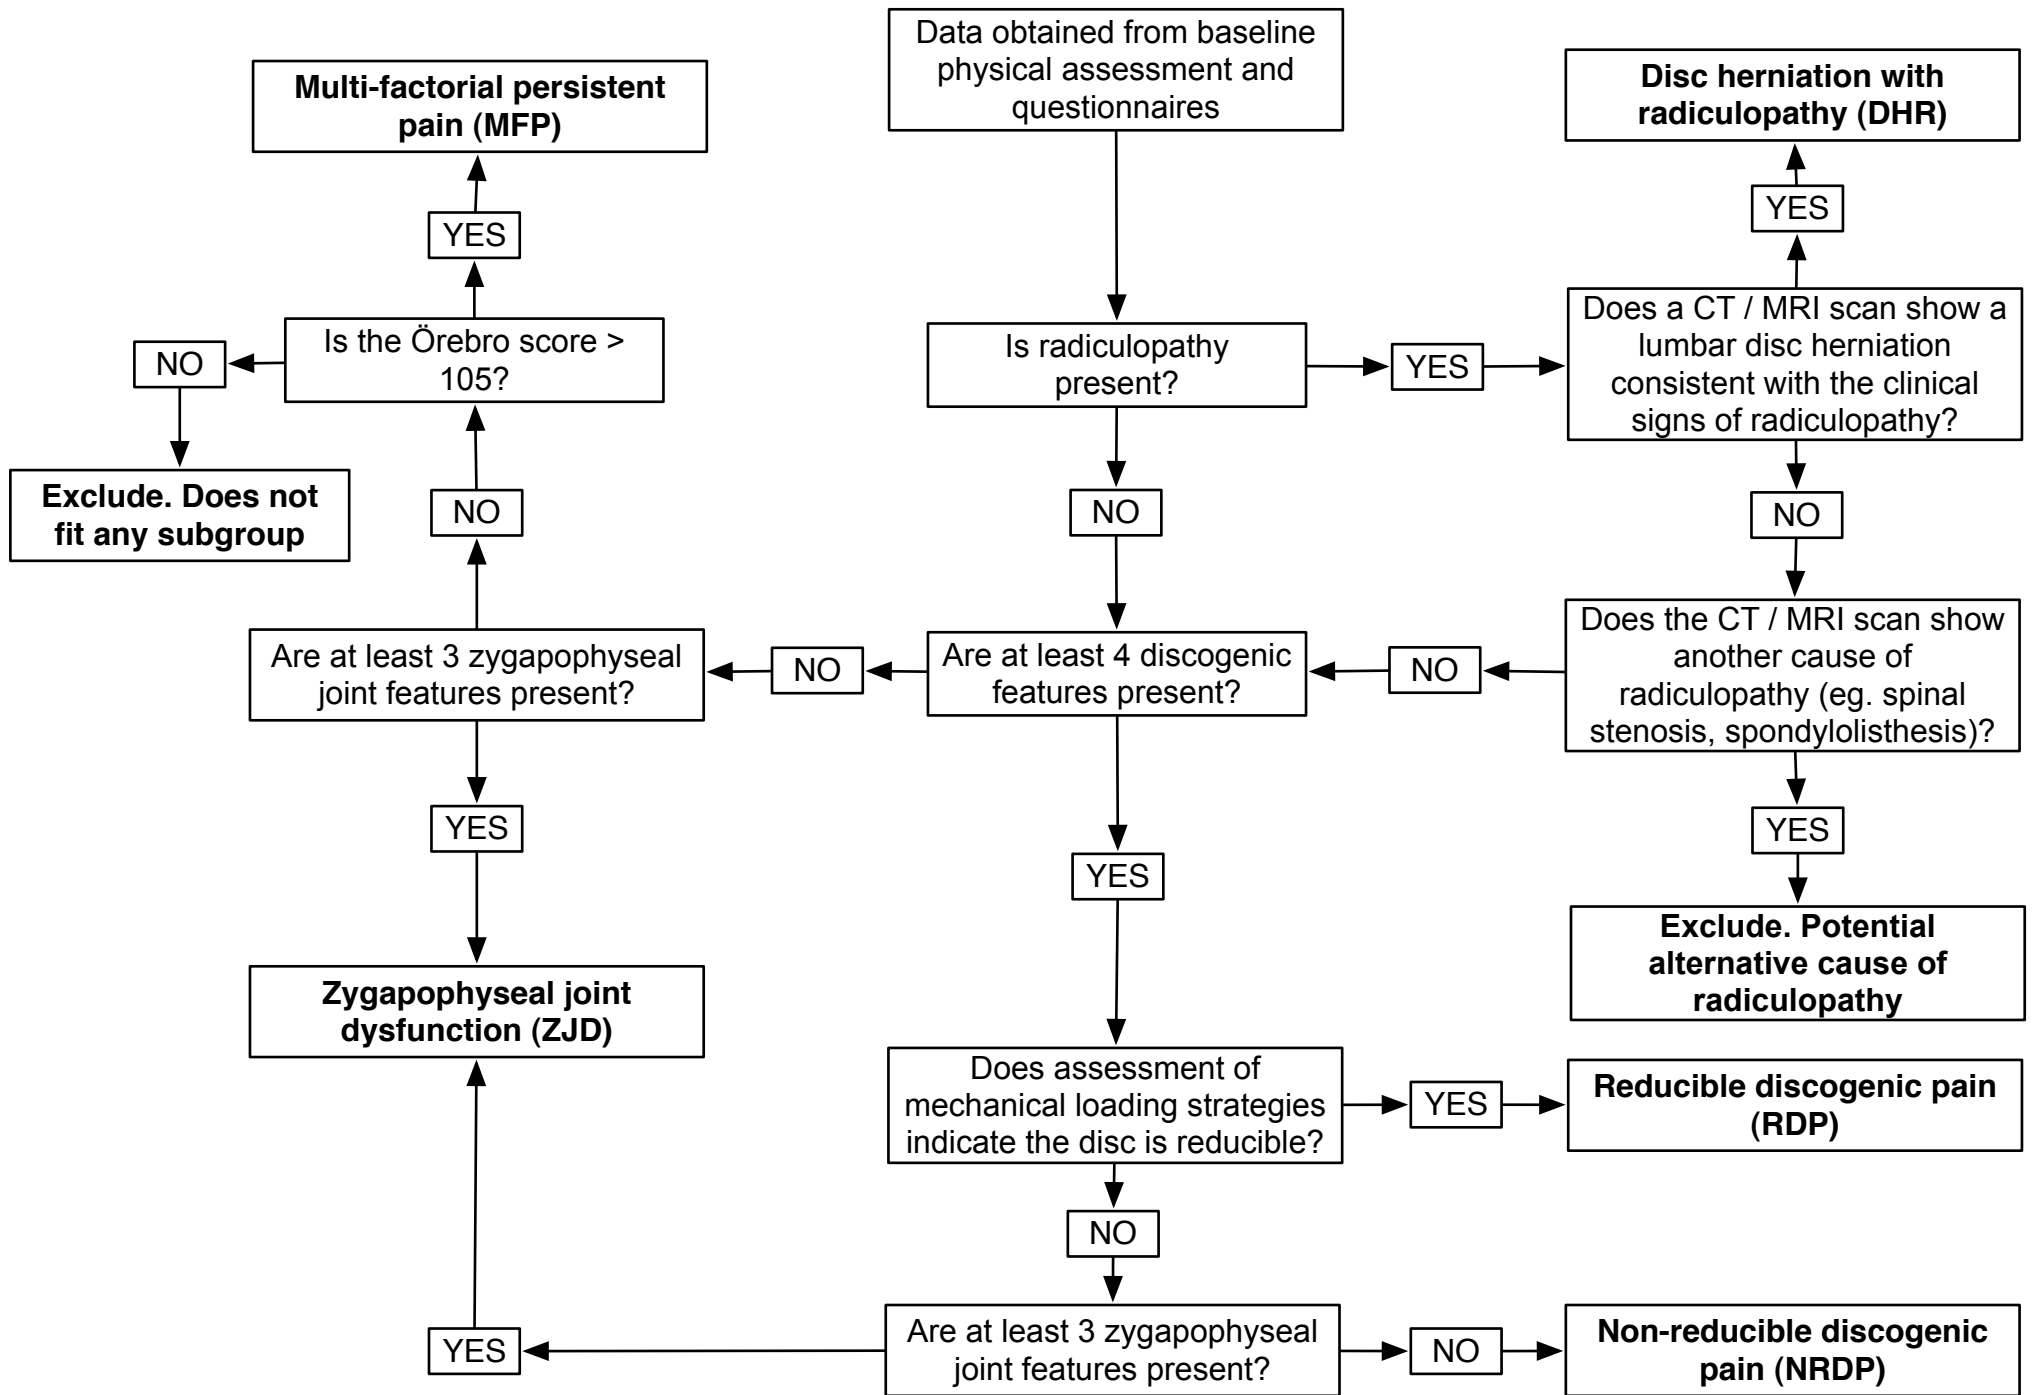 Data obtained from baseline
physical assessment and
questionnaires
Multi-factorial persistent
pain (MFP)
Disc herniation with
radiculopathy (DHR)
YES
YES
Is the Örebro score >
105?
NO
Is radiculopathy
present?
YES
Does a CT / MRI scan show a
lumbar disc herniation
consistent with the clinical
signs of radiculopathy?
Exclude. Does not
fit any subgroup
NO
NO
NO
Are at least 3 zygapophyseal
joint features present?
NO
Are at least 4 discogenic
features present?
NO
Does the CT / MRI scan show
another cause of
radiculopathy (eg. spinal
stenosis, spondylolisthesis)?
YES
YES
YES
Exclude. Potential
alternative cause of
radiculopathy
Zygapophyseal joint
dysfunction (ZJD)
Does assessment of
mechanical loading strategies
indicate the disc is reducible?
YES
Reducible discogenic pain
(RDP)
NO
YES
Are at least 3 zygapophyseal
joint features present?
NO
Non-reducible discogenic
pain (NRDP)